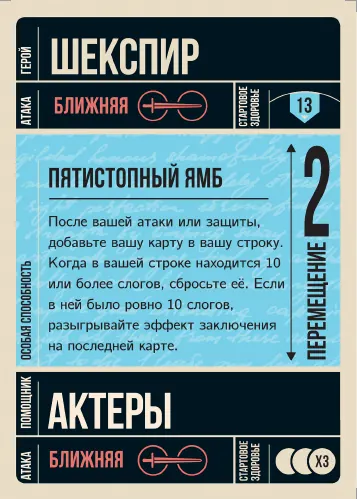 ГЕРОЙ
ШЕКСПИР
АТАКА
БЛИЖНЯЯ
СТАРТОВОЕ
ЗДОРОВЬЕ
13
ОСОБАЯ СПОСОБНОСТЬ
ПЯТИСТОПНЫЙ ЯМБ
После вашей атаки или защиты,
добавьте вашу карту в вашу строку.
Когда в вашей строке находится 10
или более слогов, сбросьте её. Если
в ней было ровно 10 слогов,
разыгрывайте эффект заключения
на последней карте.
ПЕРЕМЕЩЕНИЕ 2
ПОМОЩНИК
АКТЕРЫ
АТАКА
БЛИЖНЯЯ
СТАРТОВОЕ
ЗДОРОВЬЕ
X3